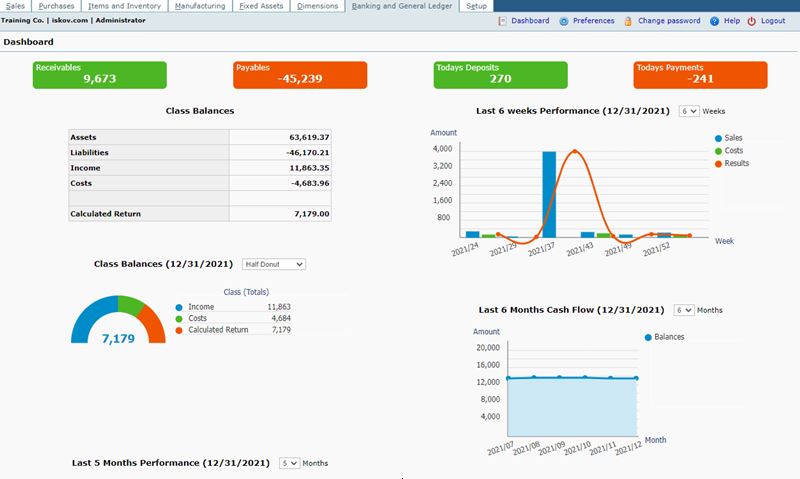 Sales Purchases Items and Inventory Manufacturing Fixed Assets Dimensions Banking and General Ledger Setup
Training Co. | iskov.com | Administrator
Dashboard Preferences Change password Help Logout
Dashboard
Receivables
9,673
Payables
-45,239
Todays Deposits
270
Todays Payments
-241
Class Balances
Assets 63,619.37
Liabilities -46,170.21
Income 11,863.35
Costs -4,683.96
Calculated Return 7,179.00
Last 6 weeks Performance (12/31/2021) 6 Weeks
Amount
4,000
3,200
2,400
1,600
800
2021/24 2021/29 2021/37 2021/43 2021/49 2021/52
Week
Sales
Costs
Results
Class Balances (12/31/2021) Half Donut
Class (Totals)
Income 11,863
Costs 4,684
Calculated Return 7,179
7,179
Last 6 Months Cash Flow (12/31/2021) 6 Months
Amount
20,000
16,000
12,000
8,000
4,000
2021/07 2021/08 2021/09 2021/10 2021/11 2021/12
Month
Balances
Last 5 Months Performance (12/31/2021) 5 Months